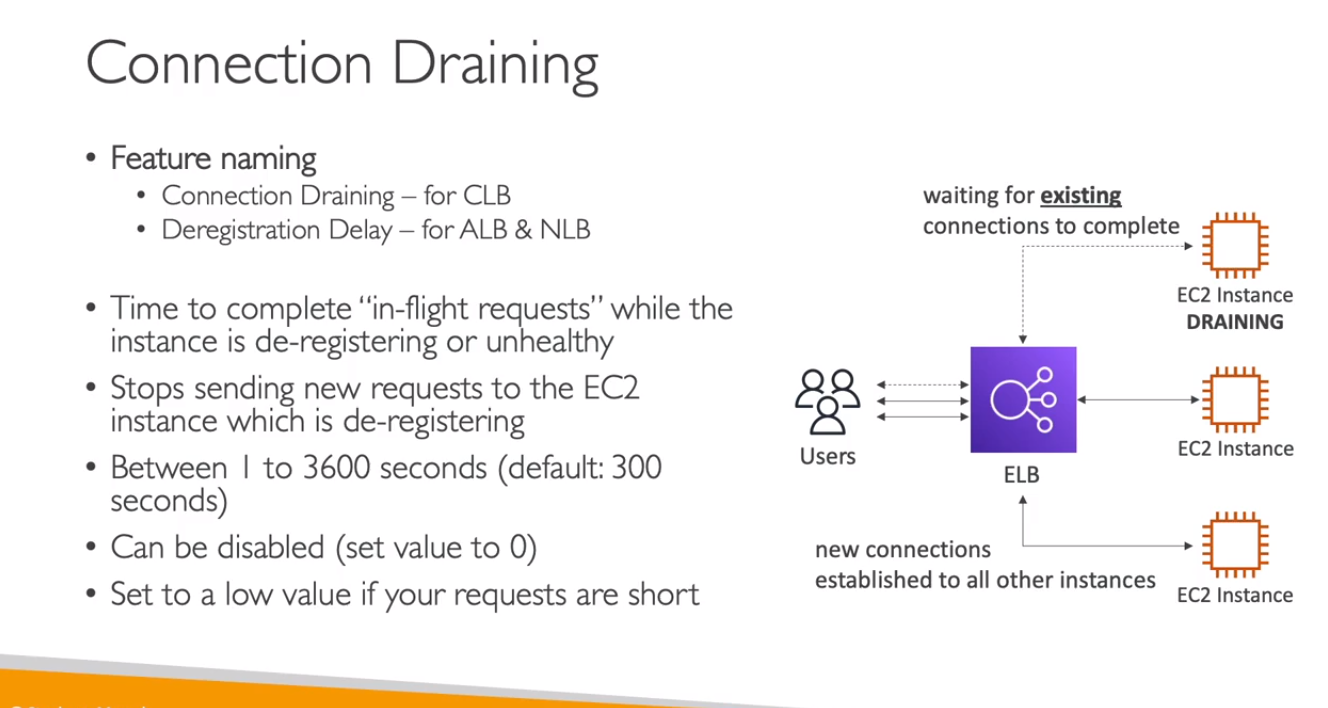 Connection Draining
• Feature naming
• Connection Draining – for CLB
• Deregistration Delay – for ALB & NLB
• Time to complete “in-flight requests” while the
instance is de-registering or unhealthy
• Stops sending new requests to the EC2
instance which is de-registering
• Between 1 to 3600 seconds (default: 300
seconds)
• Can be disabled (set value to 0)
• Set to a low value if your requests are short
waiting for existing
connections to complete
EC2 Instance
DRAINING
Users
ELB
EC2 Instance
new connections
established to all other instances
EC2 Instance